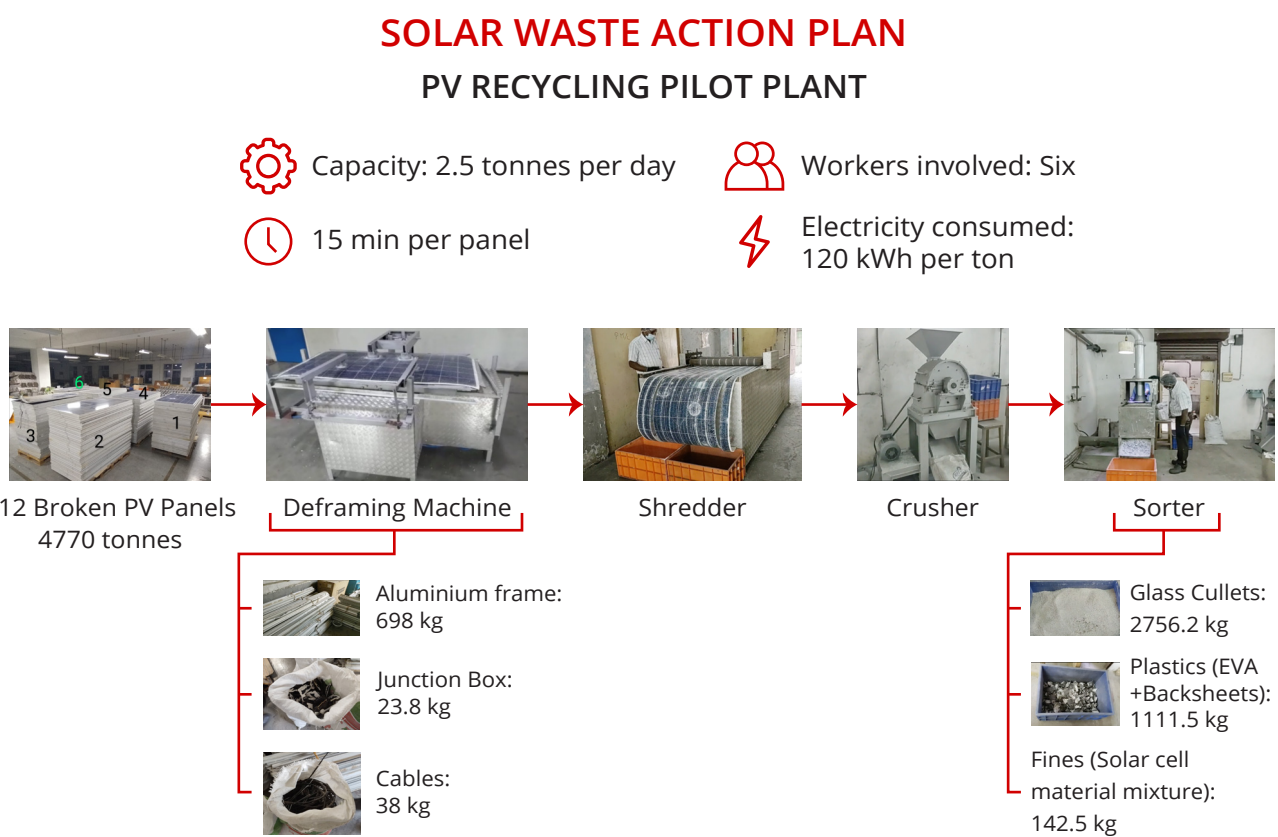 SOLAR WASTE ACTION PLAN
PV RECYCLING PILOT PLANT
Capacity: 2.5 tonnes per day
Workers involved: Six
15 min per panel
Electricity consumed:
120 kWh per ton
1
2
3
4
5
6
12 Broken PV Panels
4770 tonnes
Deframing Machine
Shredder
Crusher
Sorter
Aluminium frame:
698 kg
Junction Box:
23.8 kg
Cables:
38 kg
Glass Cullets:
2756.2 kg
Plastics (EVA
+Backsheets):
1111.5 kg
Fines (Solar cell
material mixture):
142.5 kg